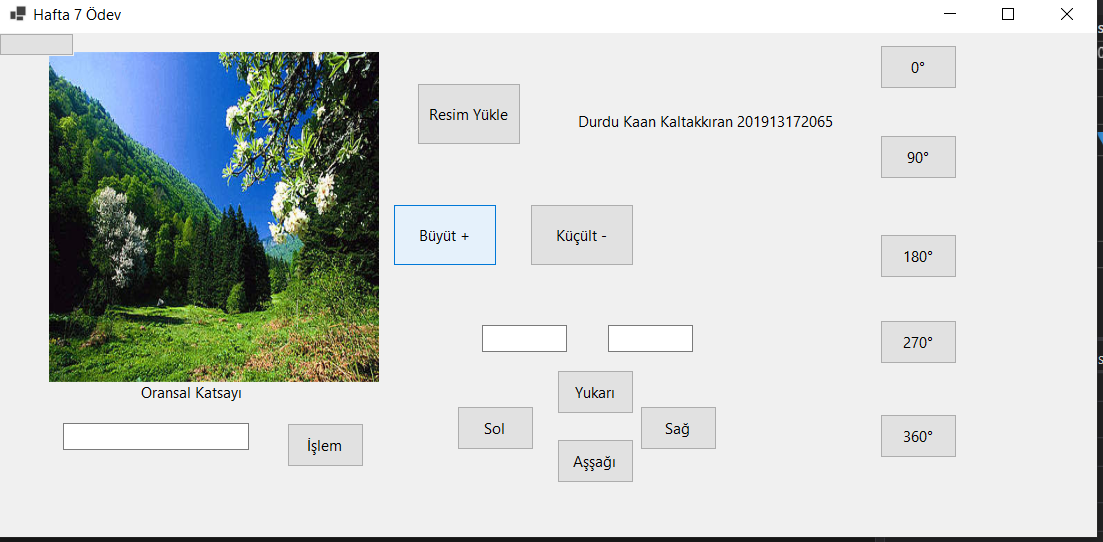 Hafta 7 Ödev
0°
Resim Yükle
Durdu Kaan Kaltakkıran 201913172065
90°
Büyüt +
Küçült -
180°
270°
Oransal Katsayı
Yukarı
Sol
Sağ
İşlem
360°
Aşşağı